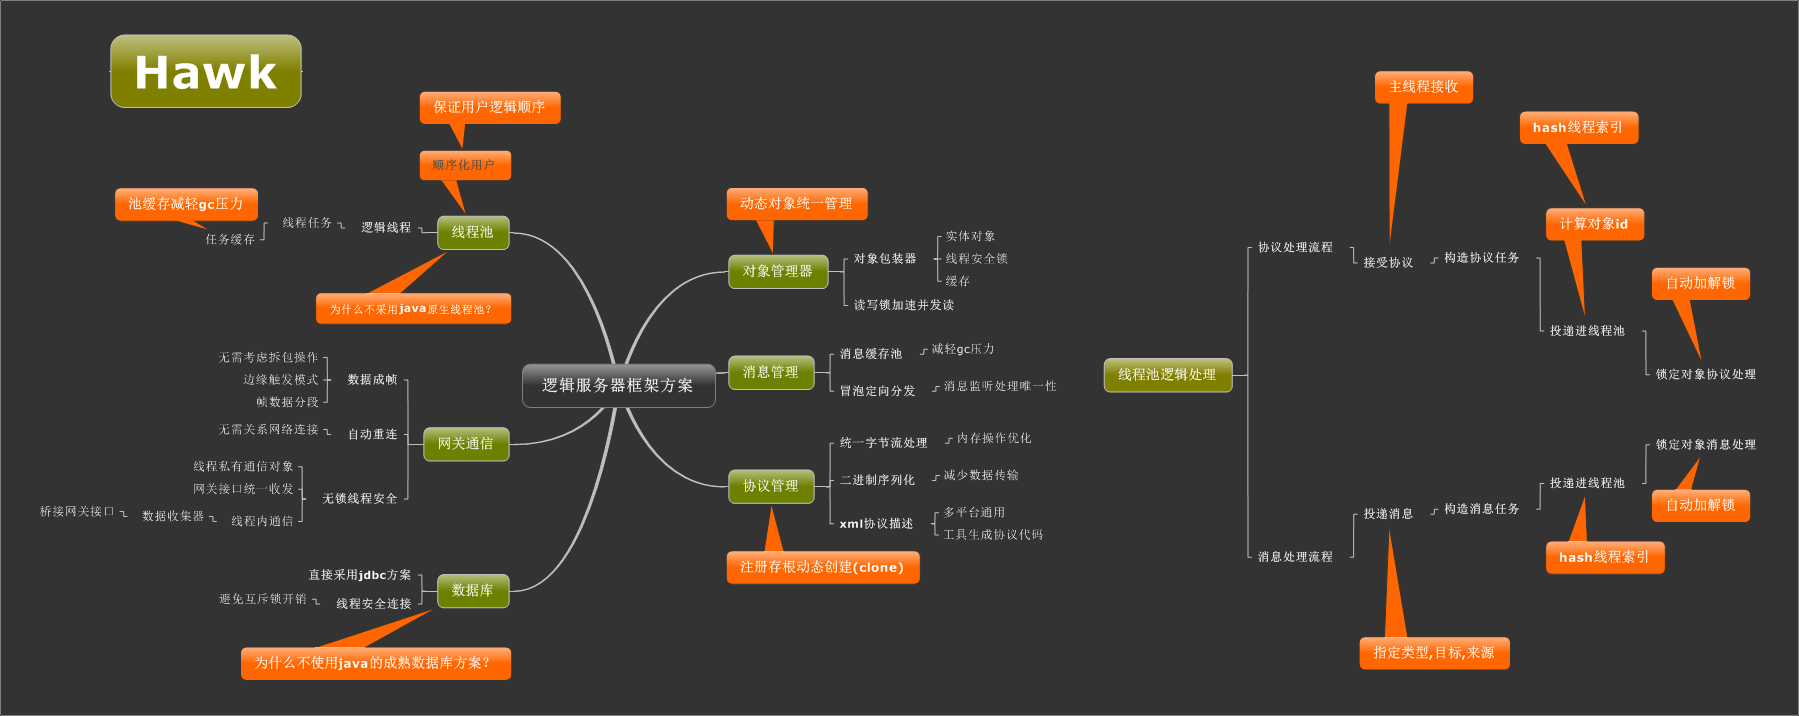 Hawk
保证用户逻辑顺序
顺序化用户
池缓存减轻gc压力
线程任务
任务缓存
逻辑线程
线程池
为什么不采用java原生线程池？
无需考虑拆包操作
边缘触发模式
帧数据分段
数据成帧
无需关系网络连接
自动重连
网关通信
线程私有通信对象
网关接口统一收发
桥接网关接口
数据收集器
线程内通信
无锁线程安全
直接采用jdbc方案
避免互斥锁开销
线程安全连接
数据库
为什么不使用java的成熟数据库方案？
逻辑服务器框架方案
动态对象统一管理
对象管理器
对象包装器
实体对象
线程安全锁
缓存
读写锁加速并发读
消息管理
消息缓存池
减轻gc压力
冒泡定向分发
消息监听处理唯一性
协议管理
统一字节流处理
内存操作优化
二进制序列化
减少数据传输
xml协议描述
多平台通用
工具生成协议代码
注册存根动态创建(clone)
线程池逻辑处理
协议处理流程
主线程接收
接受协议
构造协议任务
hash线程索引
计算对象id
投递进线程池
自动加解锁
锁定对象协议处理
消息处理流程
投递消息
指定类型,目标,来源
构造消息任务
投递进线程池
hash线程索引
锁定对象消息处理
自动加解锁